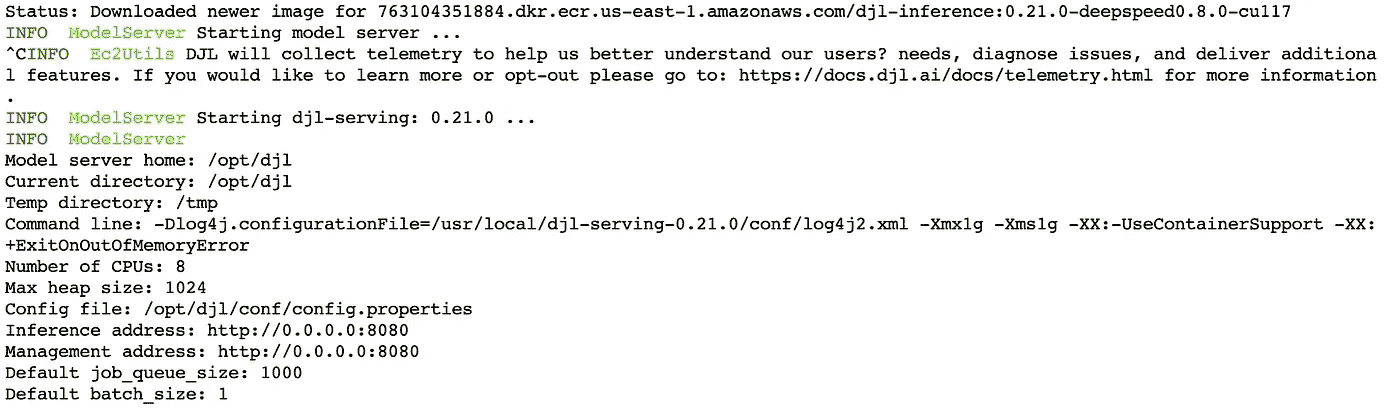 Status: Downloaded newer image for 763104351884.dkr.ecr.us-east-1.amazonaws.com/djl-inference:0.21.0-deepspeed0.8.0-cu117
INFO  ModelServer Starting model server ...
^CINFO  Ec2Utils DJL will collect telemetry to help us better understand our users? needs, diagnose issues, and deliver additiona
l features. If you would like to learn more or opt-out please go to: https://docs.djl.ai/docs/telemetry.html for more information
.
INFO  ModelServer Starting djl-serving: 0.21.0 ...
INFO  ModelServer
Model server home: /opt/djl
Current directory: /opt/djl
Temp directory: /tmp
Command line: -Dlog4j.configurationFile=/usr/local/djl-serving-0.21.0/conf/log4j2.xml -Xmx1g -Xms1g -XX:-UseContainerSupport -XX:
+ExitOnOutOfMemoryError
Number of CPUs: 8
Max heap size: 1024
Config file: /opt/djl/conf/config.properties
Inference address: http://0.0.0.0:8080
Management address: http://0.0.0.0:8080
Default job_queue_size: 1000
Default batch_size: 1